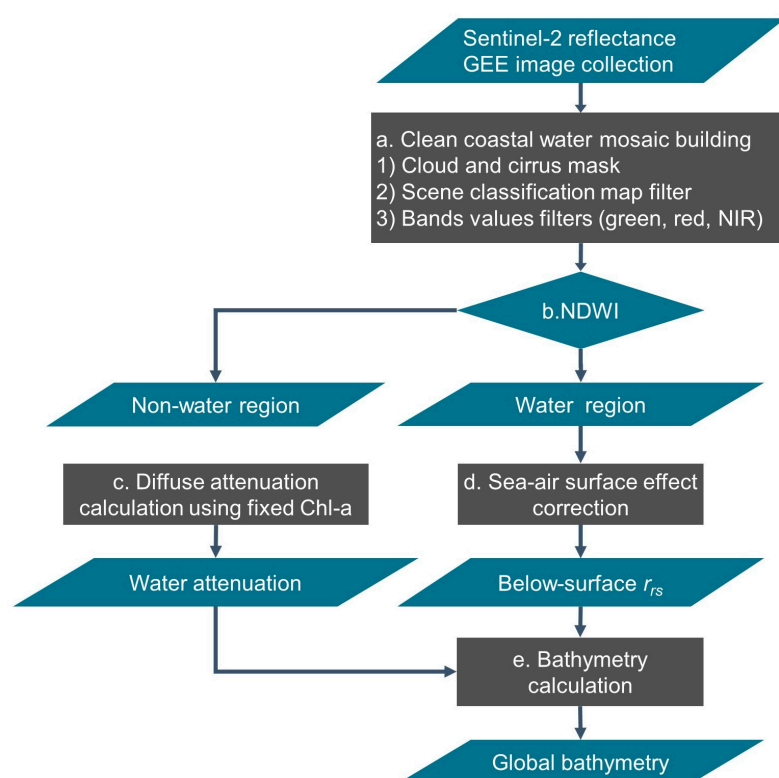 Sentinel-2 reflectance
GEE image collection
a. Clean coastal water mosaic building
1) Cloud and cirrus mask
2) Scene classification map filter
3) Bands values filters (green, red, NIR)
b.NDWI
Non-water region
Water region
c. Diffuse attenuation
calculation using fixed Chl-a
d. Sea-air surface effect
correction
Water attenuation
Below-surface rrs
e. Bathymetry
calculation
Global bathymetry